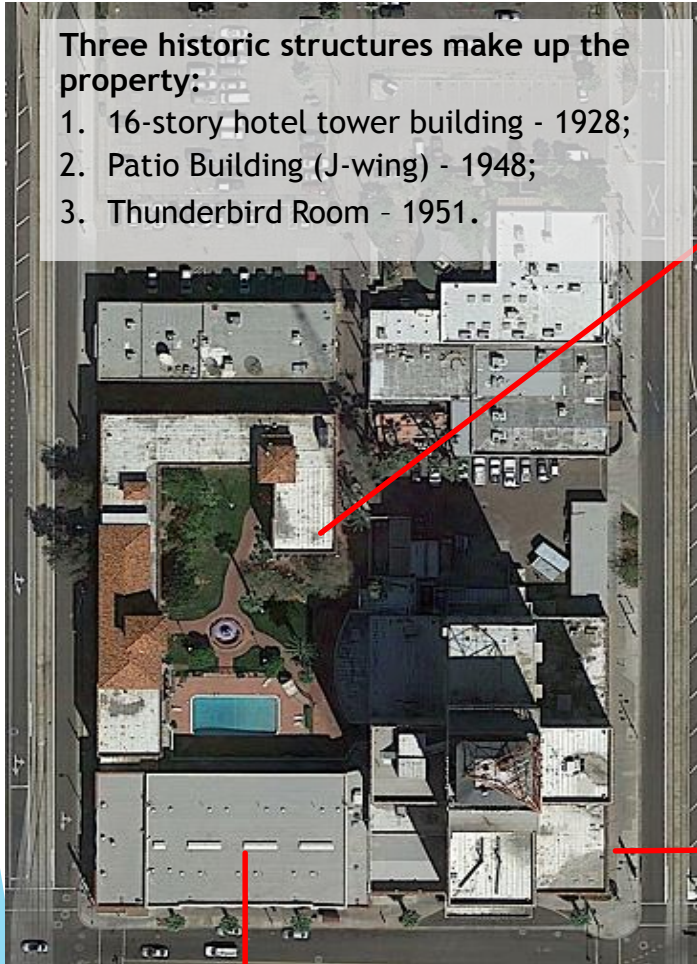 Three historic structures make up the
property:
1. 16-story hotel tower building - 1928;
2. Patio Building (J-wing) - 1948;
3. Thunderbird Room – 1951.